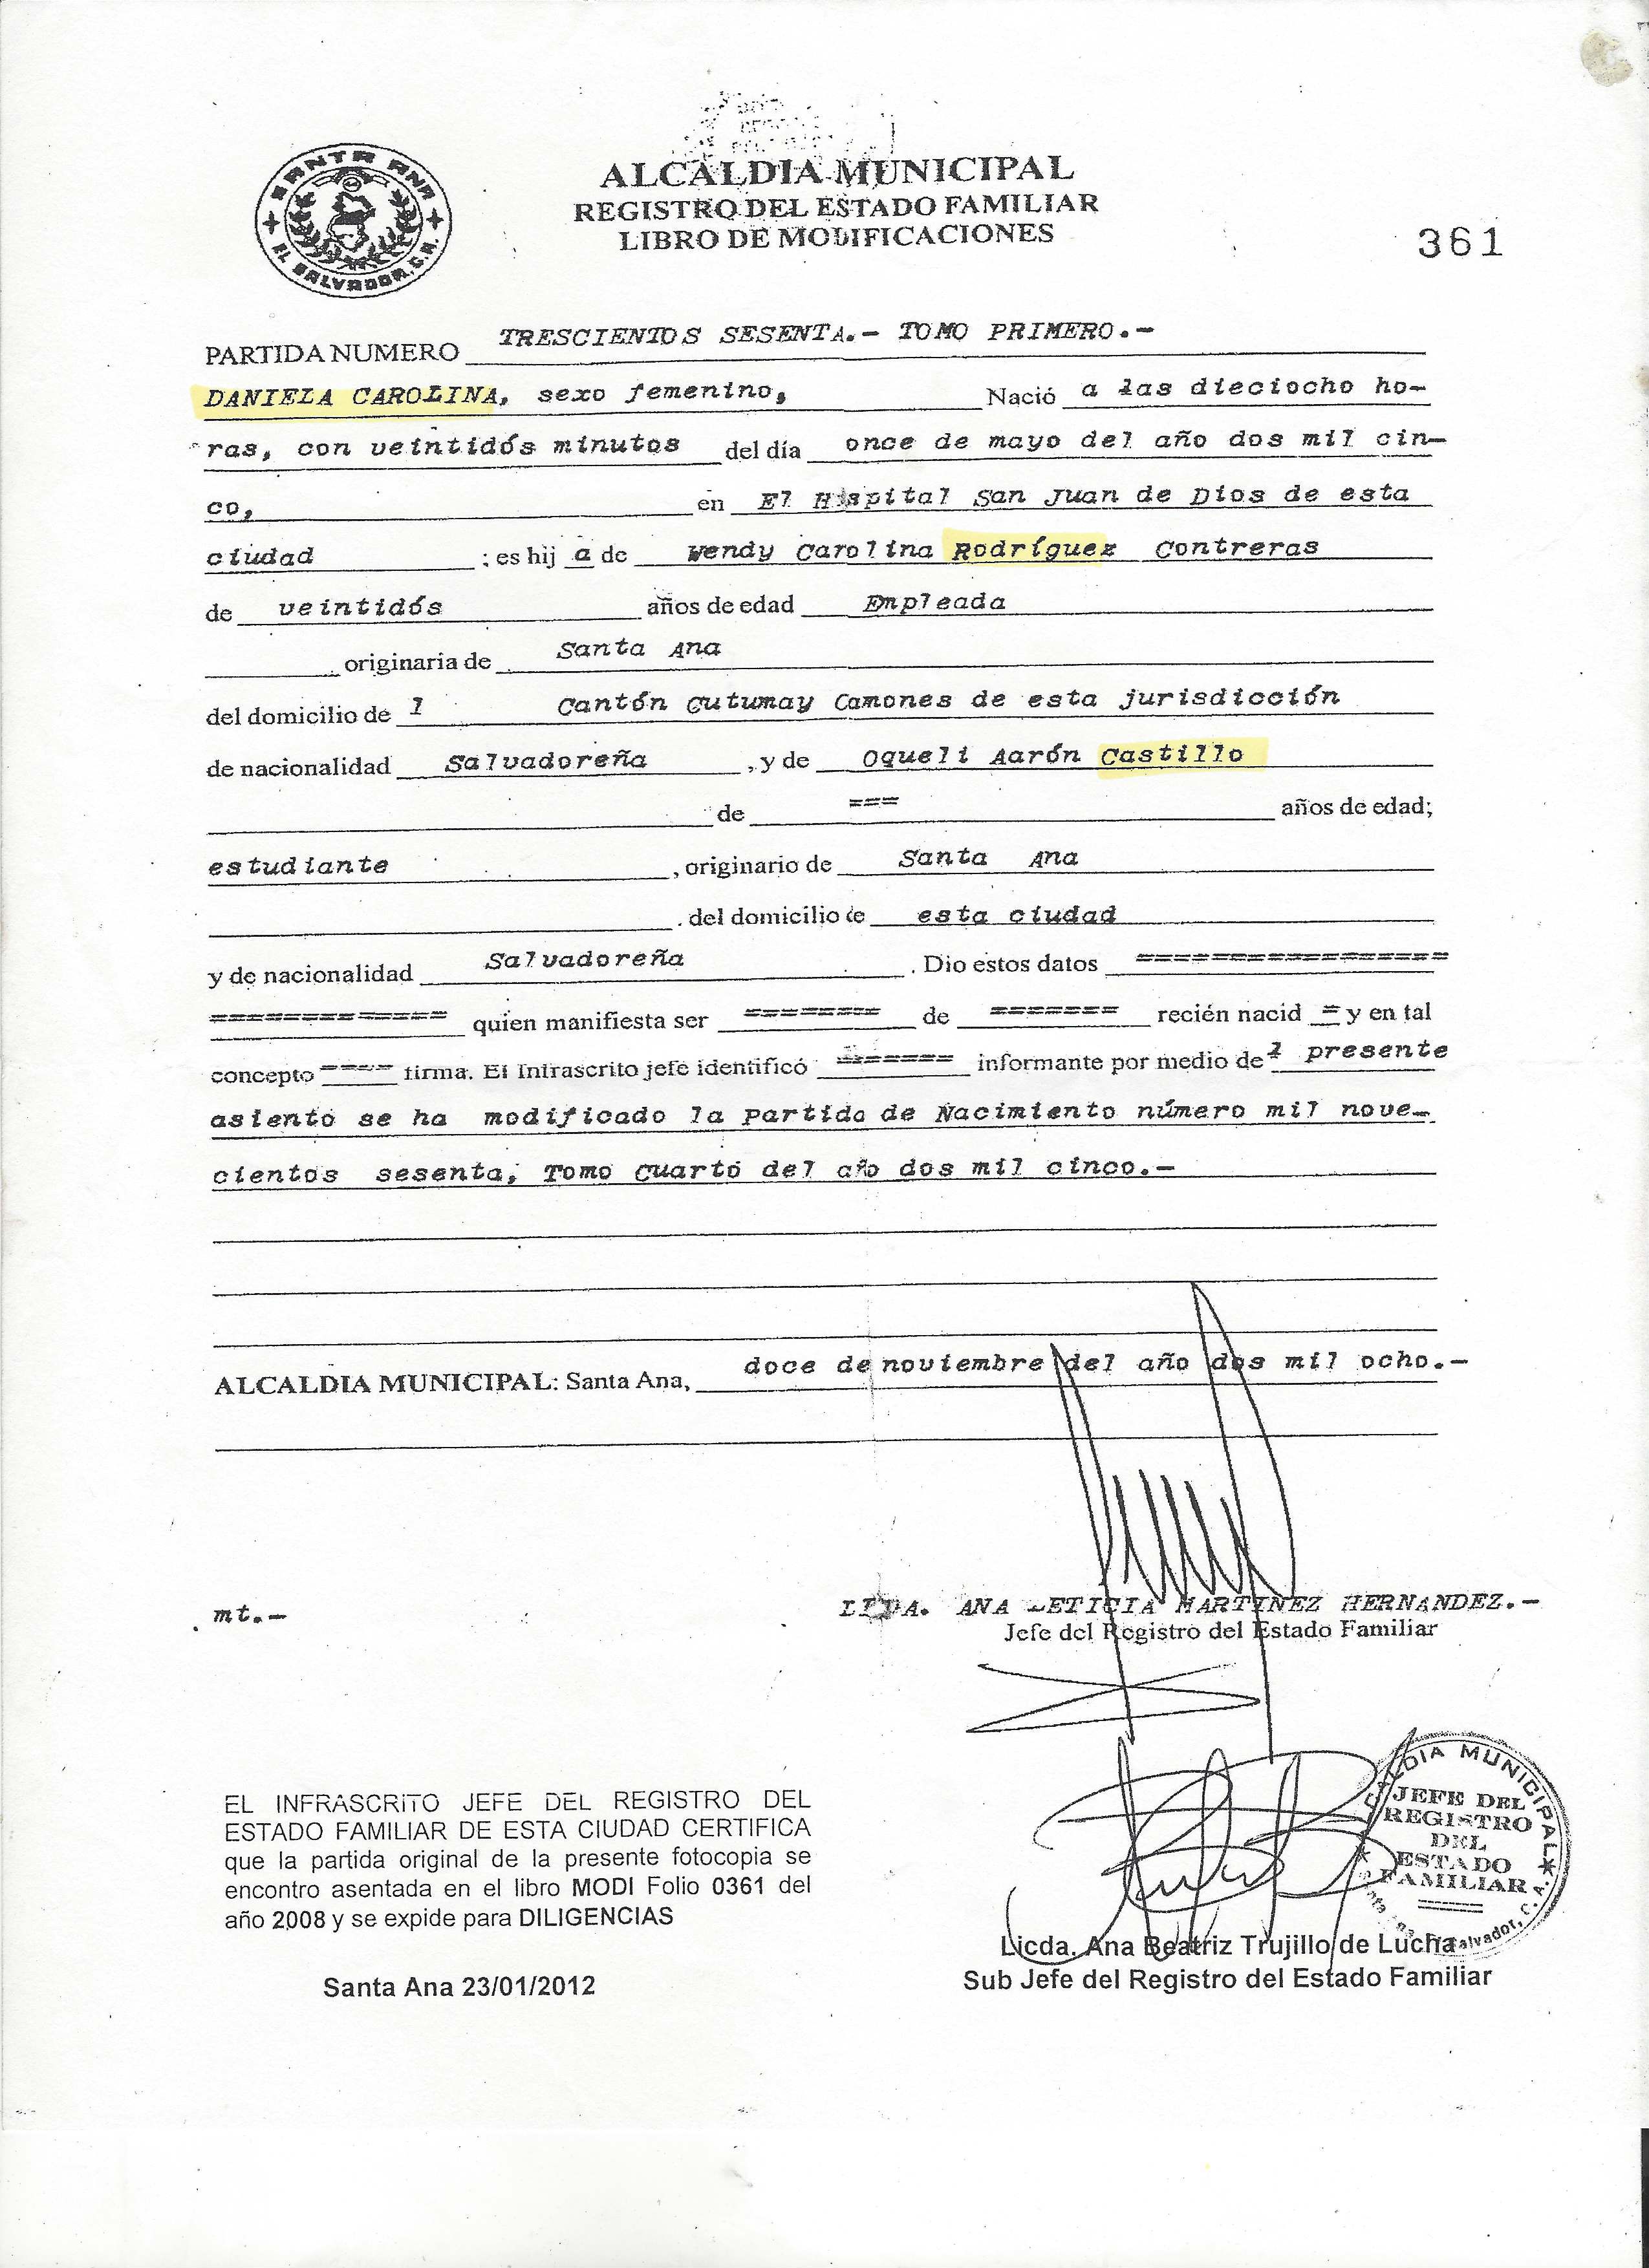 SANTA ANA
EL SALVADOR, C.A.
ALCALDIA MUNICIPAL
REGISTRO DEL ESTADO FAMILIAR
LIBRO DE MODIFICACIONES
361
PARTIDA NUMERO TRESCIENTOS SESENTA.- TOMO PRIMERO.-
DANIELA CAROLINA, sexo femenino, Nació a las dieciocho ho-
ras, con veintidós minutos del día once de mayo del año dos mil cin-
co, en El Hospital San Juan de Dios de esta
ciudad ; es hij a de Wendy Carolina Rodríguez Contreras
de veintidós años de edad Empleada
originaria de Santa Ana
del domicilio de l Cantón Cutumay Camones de esta jurisdicción
de nacionalidad Salvadoreña , y de Oqueli Aarón Castillo
de === años de edad;
estudiante , originario de Santa Ana
. del domicilio de esta ciudad
y de nacionalidad Salvadoreña . Dio estos datos =================
============= quien manifiesta ser ======== de ======= recién nacid = y en tal
concepto ==== firma. El Infrascrito jefe identificó ======= informante por medio de l presente
asiento se ha modificado la Partida de Nacimiento número mil nove-
cientos sesenta, Tomo Cuarto del año dos mil cinco.-
ALCALDIA MUNICIPAL: Santa Ana, doce de noviembre del año dos mil ocho.-
mt.-
LICDA. ANA LETICIA MARTINEZ HERNANDEZ.-
Jefe del Registro del Estado Familiar
EL INFRASCRITO JEFE DEL REGISTRO DEL
ESTADO FAMILIAR DE ESTA CIUDAD CERTIFICA
que la partida original de la presente fotocopia se
encontro asentada en el libro MODI Folio 0361 del
año 2008 y se expide para DILIGENCIAS
Santa Ana 23/01/2012
ALCALDIA MUNICIPAL
JEFE DEL
REGISTRO
DEL
ESTADO
FAMILIAR
Santa Ana, El Salvador, C. A.
Licda. Ana Beatriz Trujillo de Lucha
Sub Jefe del Registro del Estado Familiar